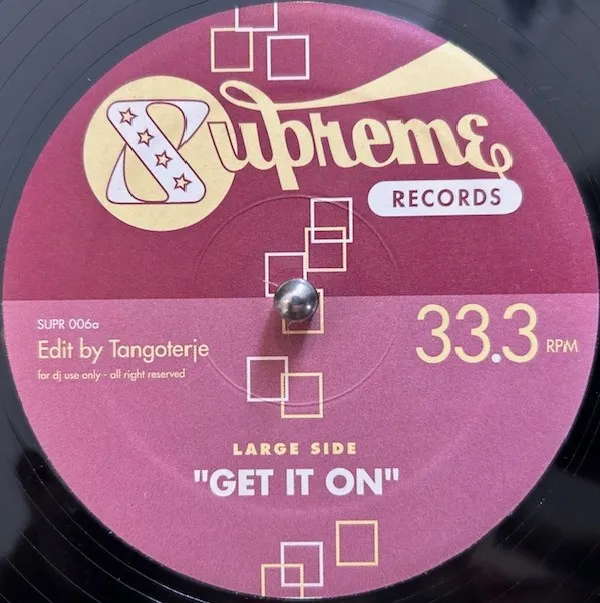 Supreme
RECORDS
SUPR 006a
Edit by Tangoterje
for dj use only - all right reserved
33.3 RPM
LARGE SIDE
"GET IT ON"